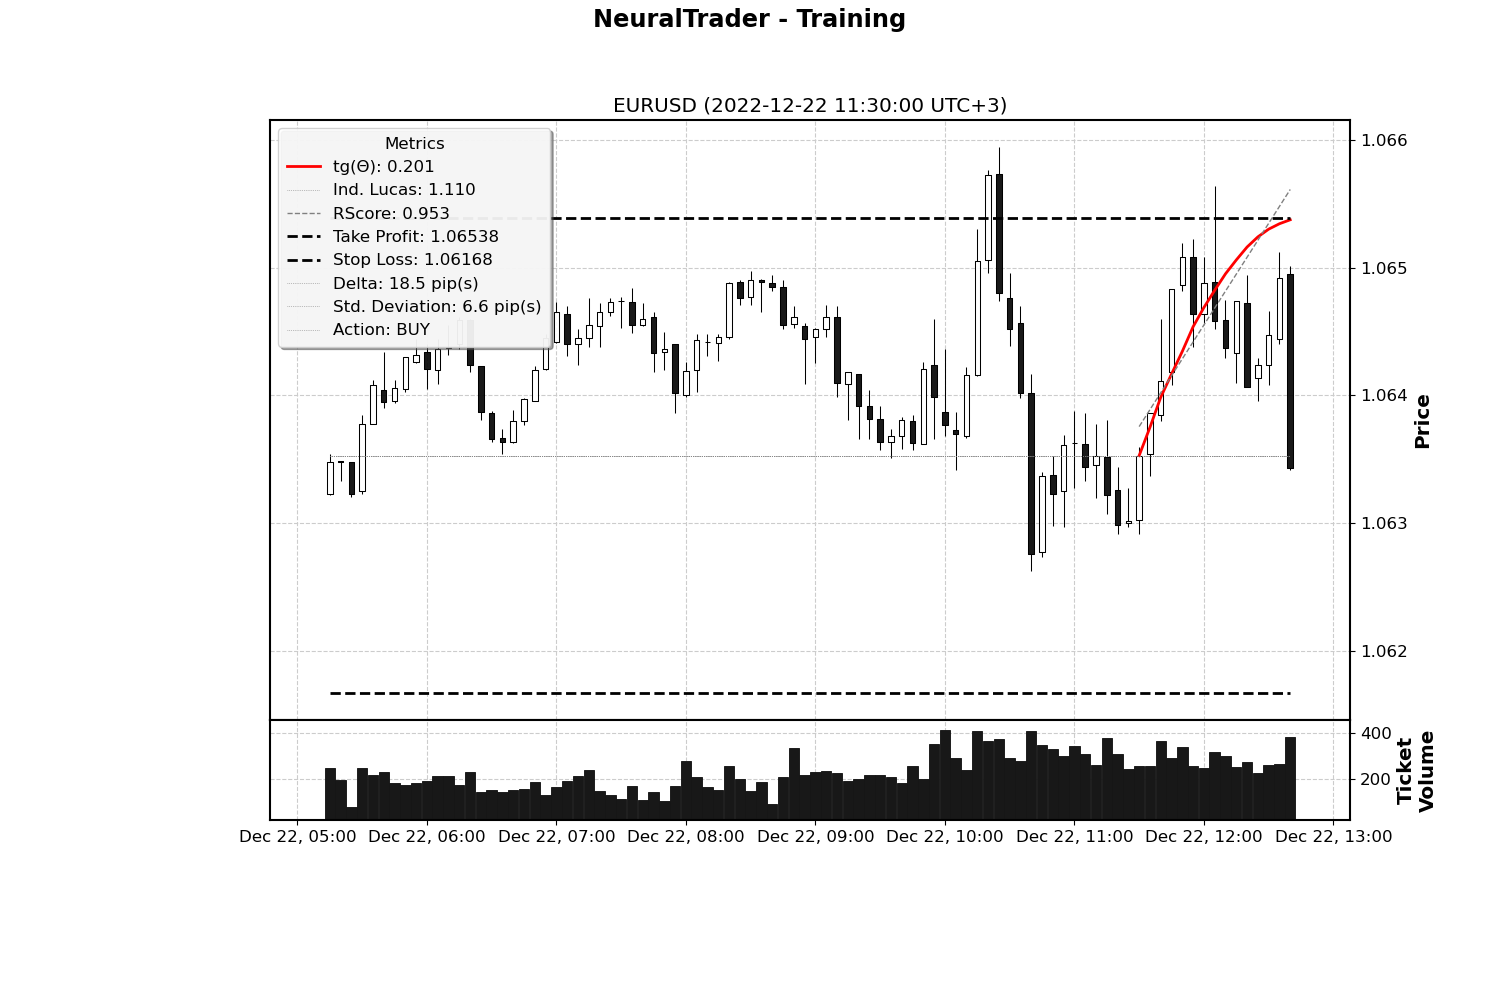 NeuralTrader - Training
EURUSD (2022-12-22 11:30:00 UTC+3)
Metrics
tg(Θ): 0.201
Ind. Lucas: 1.110
RScore: 0.953
Take Profit: 1.06538
Stop Loss: 1.06168
Delta: 18.5 pip(s)
Std. Deviation: 6.6 pip(s)
Action: BUY
1.066
1.065
1.064
1.063
1.062
Price
400
200
Ticket
Volume
Dec 22, 05:00 Dec 22, 06:00 Dec 22, 07:00 Dec 22, 08:00 Dec 22, 09:00 Dec 22, 10:00 Dec 22, 11:00 Dec 22, 12:00 Dec 22, 13:00